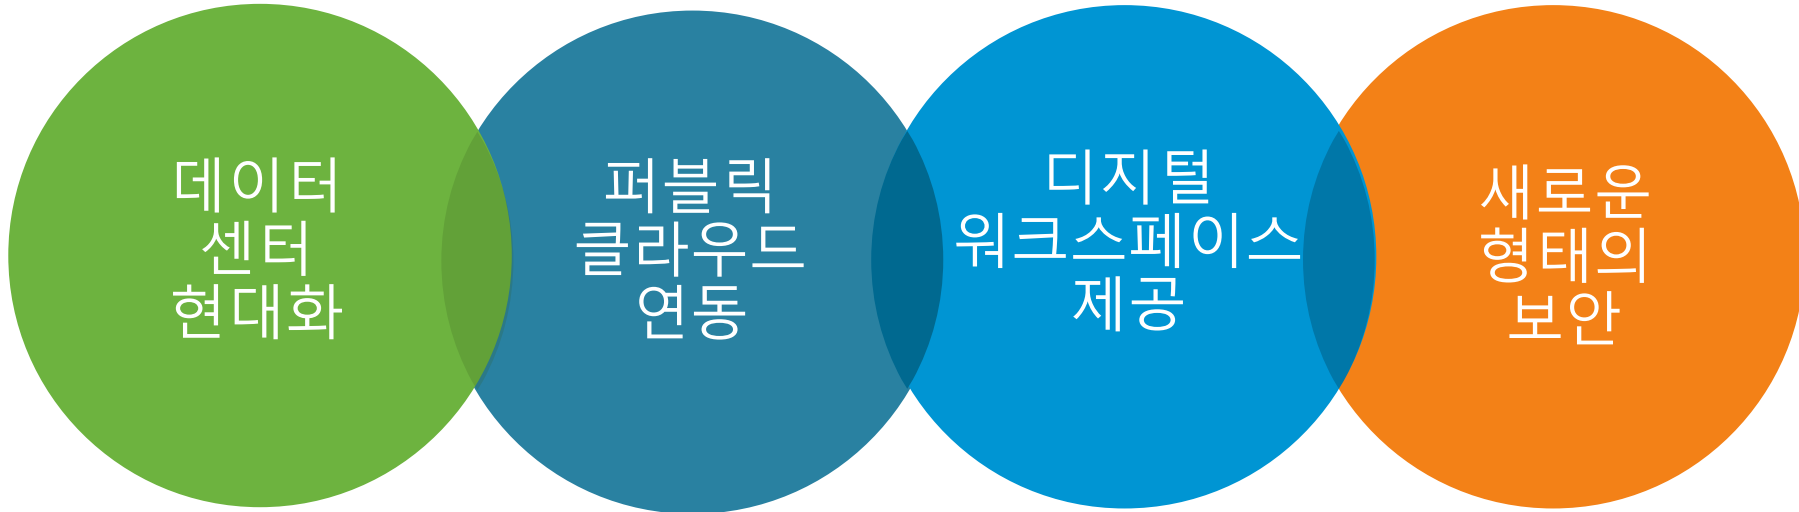 데이터
센터
현대화
퍼블릭
클라우드
연동
디지털
워크스페이스
제공
새로운
형태의
보안